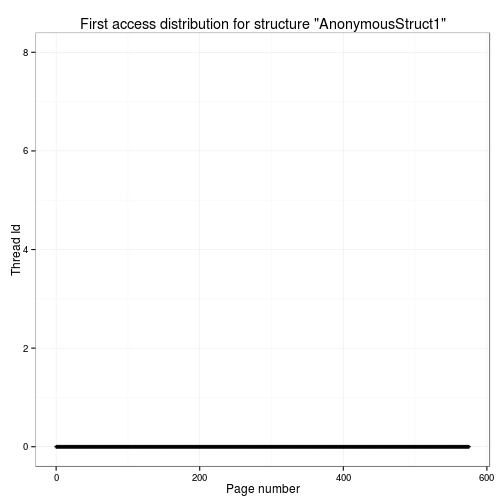 First access distribution for structure "AnonymousStruct1"
8
6
4
2
0
Thread Id
0 200 400 600
Page number